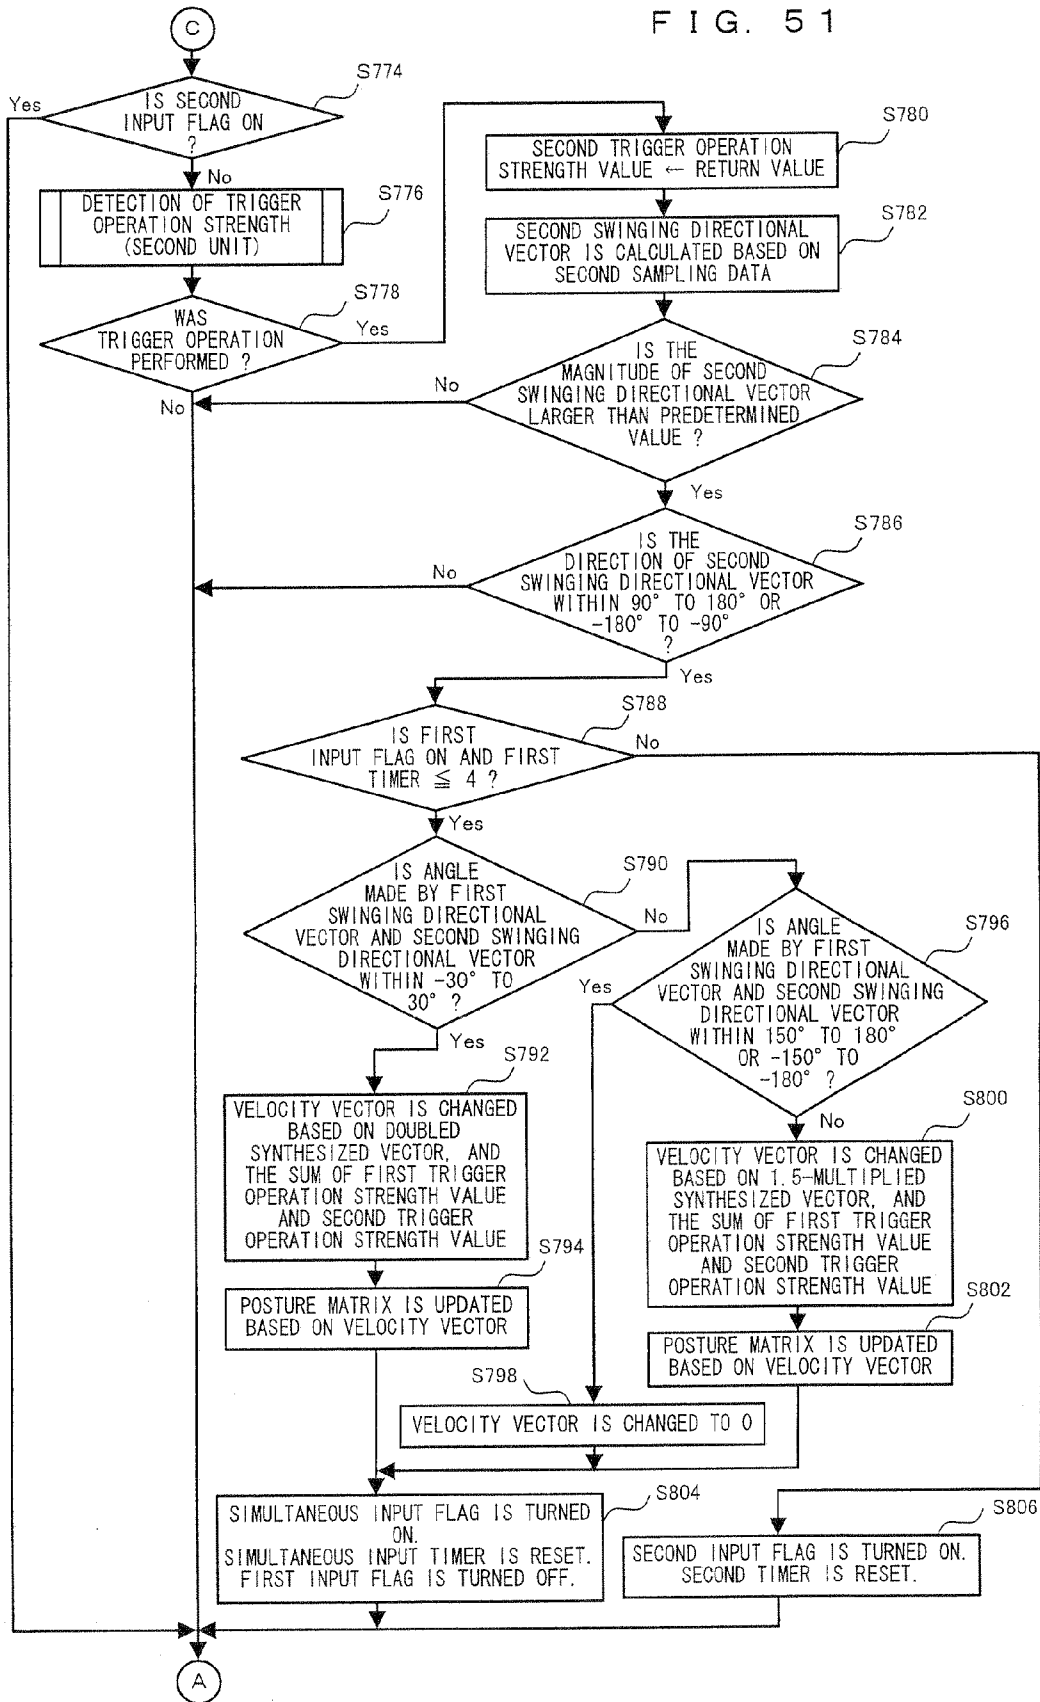 FIG. 51
C
S774
Yes
IS SECOND
INPUT FLAG ON
?
No
S776
DETECTION OF TRIGGER
OPERATION STRENGTH
(SECOND UNIT)
S778
WAS
TRIGGER OPERATION
PERFORMED ?
Yes
No
S780
SECOND TRIGGER OPERATION
STRENGTH VALUE ← RETURN VALUE
S782
SECOND SWINGING DIRECTIONAL
VECTOR IS CALCULATED BASED ON
SECOND SAMPLING DATA
S784
IS THE
MAGNITUDE OF SECOND
SWINGING DIRECTIONAL VECTOR
LARGER THAN PREDETERMINED
VALUE ?
No
Yes
S786
IS THE
DIRECTION OF SECOND
SWINGING DIRECTIONAL VECTOR
WITHIN 90° TO 180° OR
-180° TO -90°
?
No
Yes
S788
IS FIRST
INPUT FLAG ON AND FIRST
TIMER ≦ 4 ?
No
Yes
S790
IS ANGLE
MADE BY FIRST
SWINGING DIRECTIONAL
VECTOR AND SECOND SWINGING
DIRECTIONAL VECTOR
WITHIN -30° TO
30° ?
No
Yes
S796
IS ANGLE
MADE BY FIRST
SWINGING DIRECTIONAL
VECTOR AND SECOND SWINGING
DIRECTIONAL VECTOR
WITHIN 150° TO 180°
OR -150° TO
-180° ?
Yes
No
S792
VELOCITY VECTOR IS CHANGED
BASED ON DOUBLED
SYNTHESIZED VECTOR, AND
THE SUM OF FIRST TRIGGER
OPERATION STRENGTH VALUE
AND SECOND TRIGGER
OPERATION STRENGTH VALUE
S794
POSTURE MATRIX IS UPDATED
BASED ON VELOCITY VECTOR
S800
VELOCITY VECTOR IS CHANGED
BASED ON 1.5-MULTIPLIED
SYNTHESIZED VECTOR, AND
THE SUM OF FIRST TRIGGER
OPERATION STRENGTH VALUE
AND SECOND TRIGGER
OPERATION STRENGTH VALUE
S802
POSTURE MATRIX IS UPDATED
BASED ON VELOCITY VECTOR
S798
VELOCITY VECTOR IS CHANGED TO 0
S804
SIMULTANEOUS INPUT FLAG IS TURNED
ON.
SIMULTANEOUS INPUT TIMER IS RESET.
FIRST INPUT FLAG IS TURNED OFF.
S806
SECOND INPUT FLAG IS TURNED ON.
SECOND TIMER IS RESET.
A